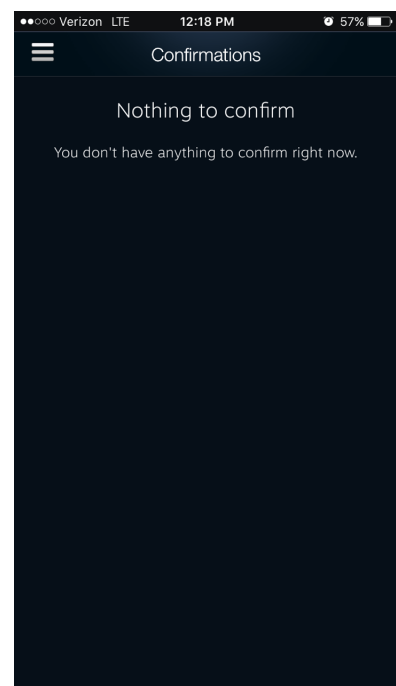 Verizon LTE 12:18 PM 57%
Confirmations
Nothing to confirm
You don't have anything to confirm right now.